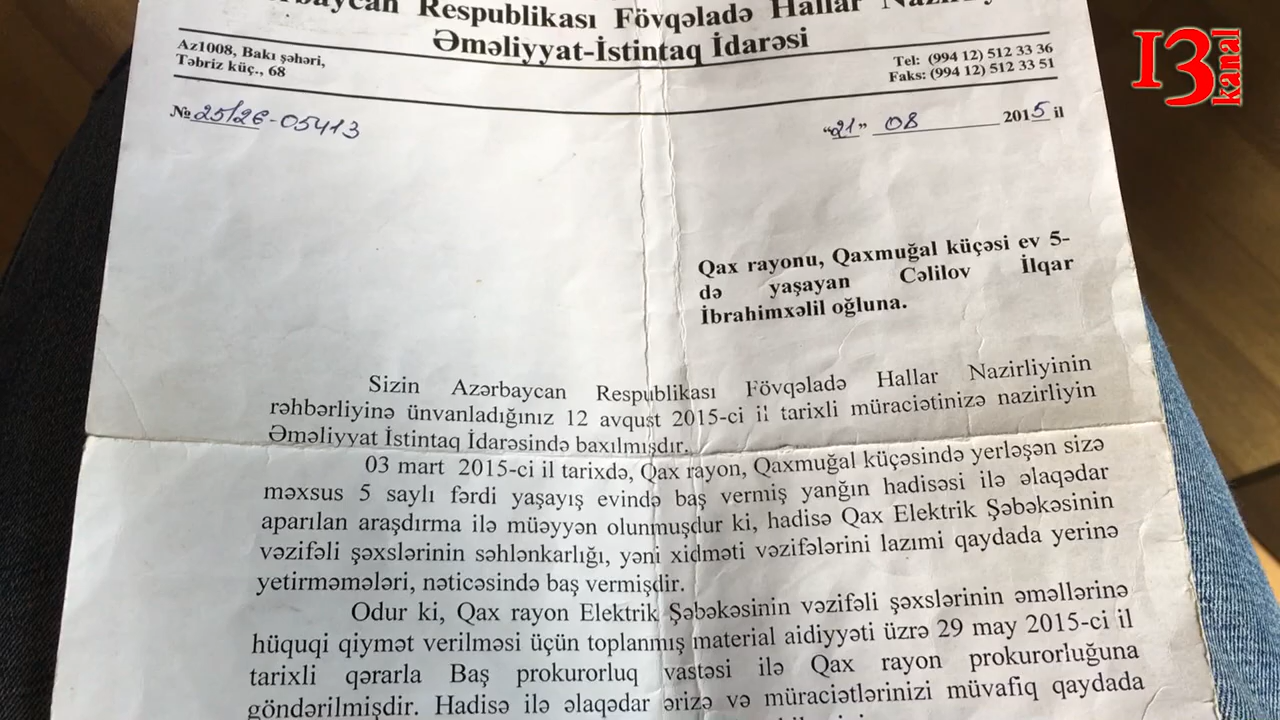 Respublikası Fövqəladə Hallar
Əməliyyat-İstintaq İdarəsi
Az1008, Bakı şəhəri,
Təbriz küç., 68
Tel: (994 12) 512 33 36
Faks: (994 12) 512 33 51
№ 25/26-05413
“21” 08 2015 il
13 kanal
Qax rayonu, Qaxmuğal küçəsi ev 5-
də yaşayan Cəlilov İlqar
İbrahimxəlil oğluna.
Sizin Azərbaycan Respublikası Fövqəladə Hallar Nazirliyinin
rəhbərliyinə ünvanladığınız 12 avqust 2015-ci il tarixli müraciətinizə nazirliyin
Əməliyyat İstintaq İdarəsində baxılmışdır.
03 mart 2015-ci il tarixdə, Qax rayon, Qaxmuğal küçəsində yerləşən sizə
məxsus 5 saylı fərdi yaşayış evində baş vermiş yanğın hadisəsi ilə əlaqədar
aparılan araşdırma ilə müəyyən olunmuşdur ki, hadisə Qax Elektrik Şəbəkəsinin
vəzifəli şəxslərinin səhlənkarlığı, yəni xidməti vəzifələrini lazımi qaydada yerinə
yetirməmələri, nəticəsində baş vermişdir.
Odur ki, Qax rayon Elektrik Şəbəkəsinin vəzifəli şəxslərinin əməllərinə
hüquqi qiymət verilməsi üçün toplanmış material aidiyyəti üzrə 29 may 2015-ci il
tarixli qərarla Baş prokurorluq vastəsi ilə Qax rayon prokurorluğuna
göndərilmişdir. Hadisə ilə əlaqədar ərizə və müraciətlərinizi müvafiq qaydada